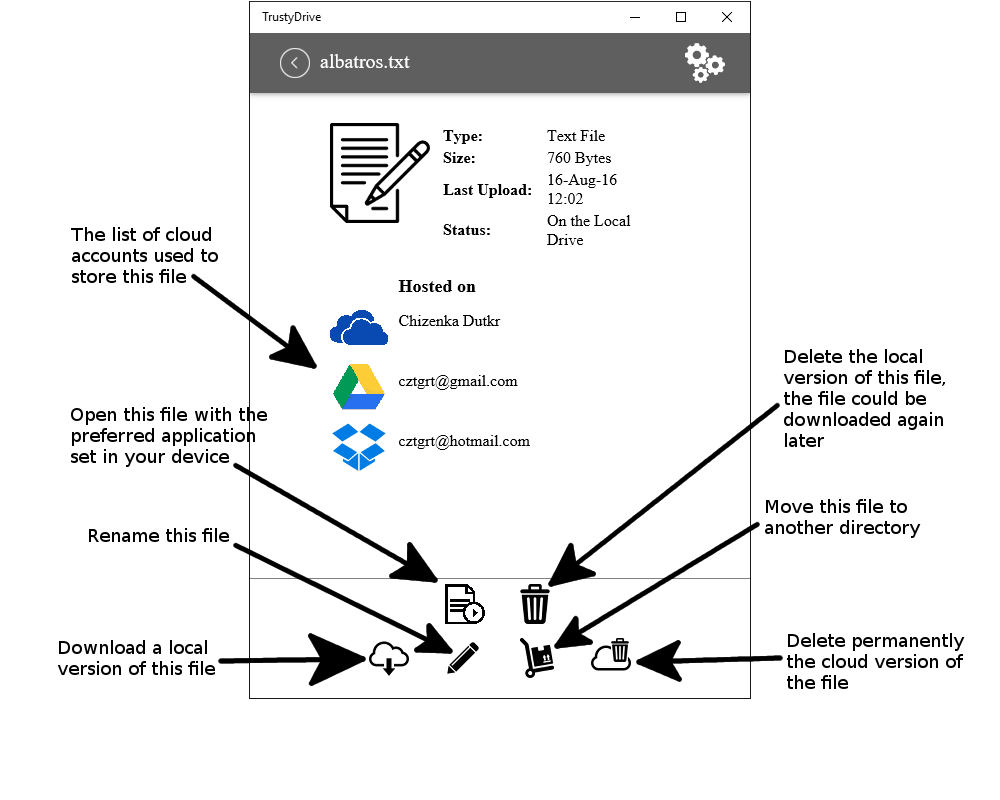 TrustyDrive
albatros.txt
Type: Text File
Size: 760 Bytes
Last Upload: 16-Aug-16
12:02
Status: On the Local
Drive
The list of cloud
accounts used to
store this file
Hosted on
Chizenka Dutkr
cztgrt@gmail.com
cztgrt@hotmail.com
Open this file with the
preferred application
set in your device
Rename this file
Download a local
version of this file
Delete the local
version of this file,
the file could be
downloaded again
later
Move this file to
another directory
Delete permanently
the cloud version of
the file